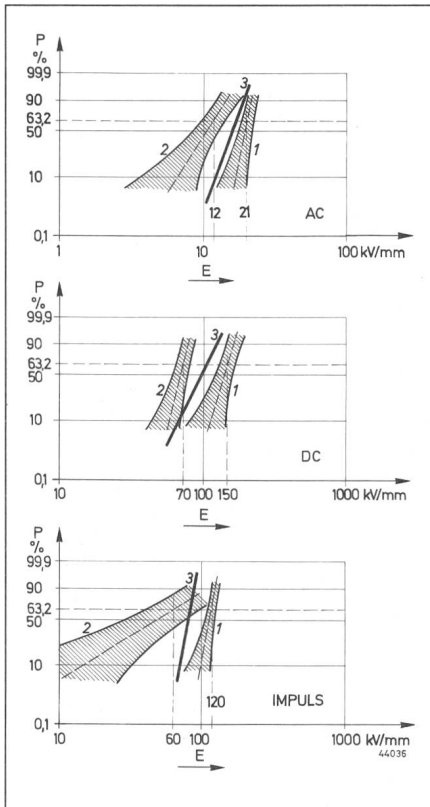 P
%
99,9
90
63,2
50
10
0,1
2
3
1
12 21 AC
1 10 100 kV/mm
E
P
%
99,9
90
63,2
50
10
0,1
2
3
1
DC
10 70 100 150 1000 kV/mm
E
P
%
99,9
90
63,2
50
10
0,1
2
3
1
120 IMPULS
10 60 100 1000 kV/mm
E
44036